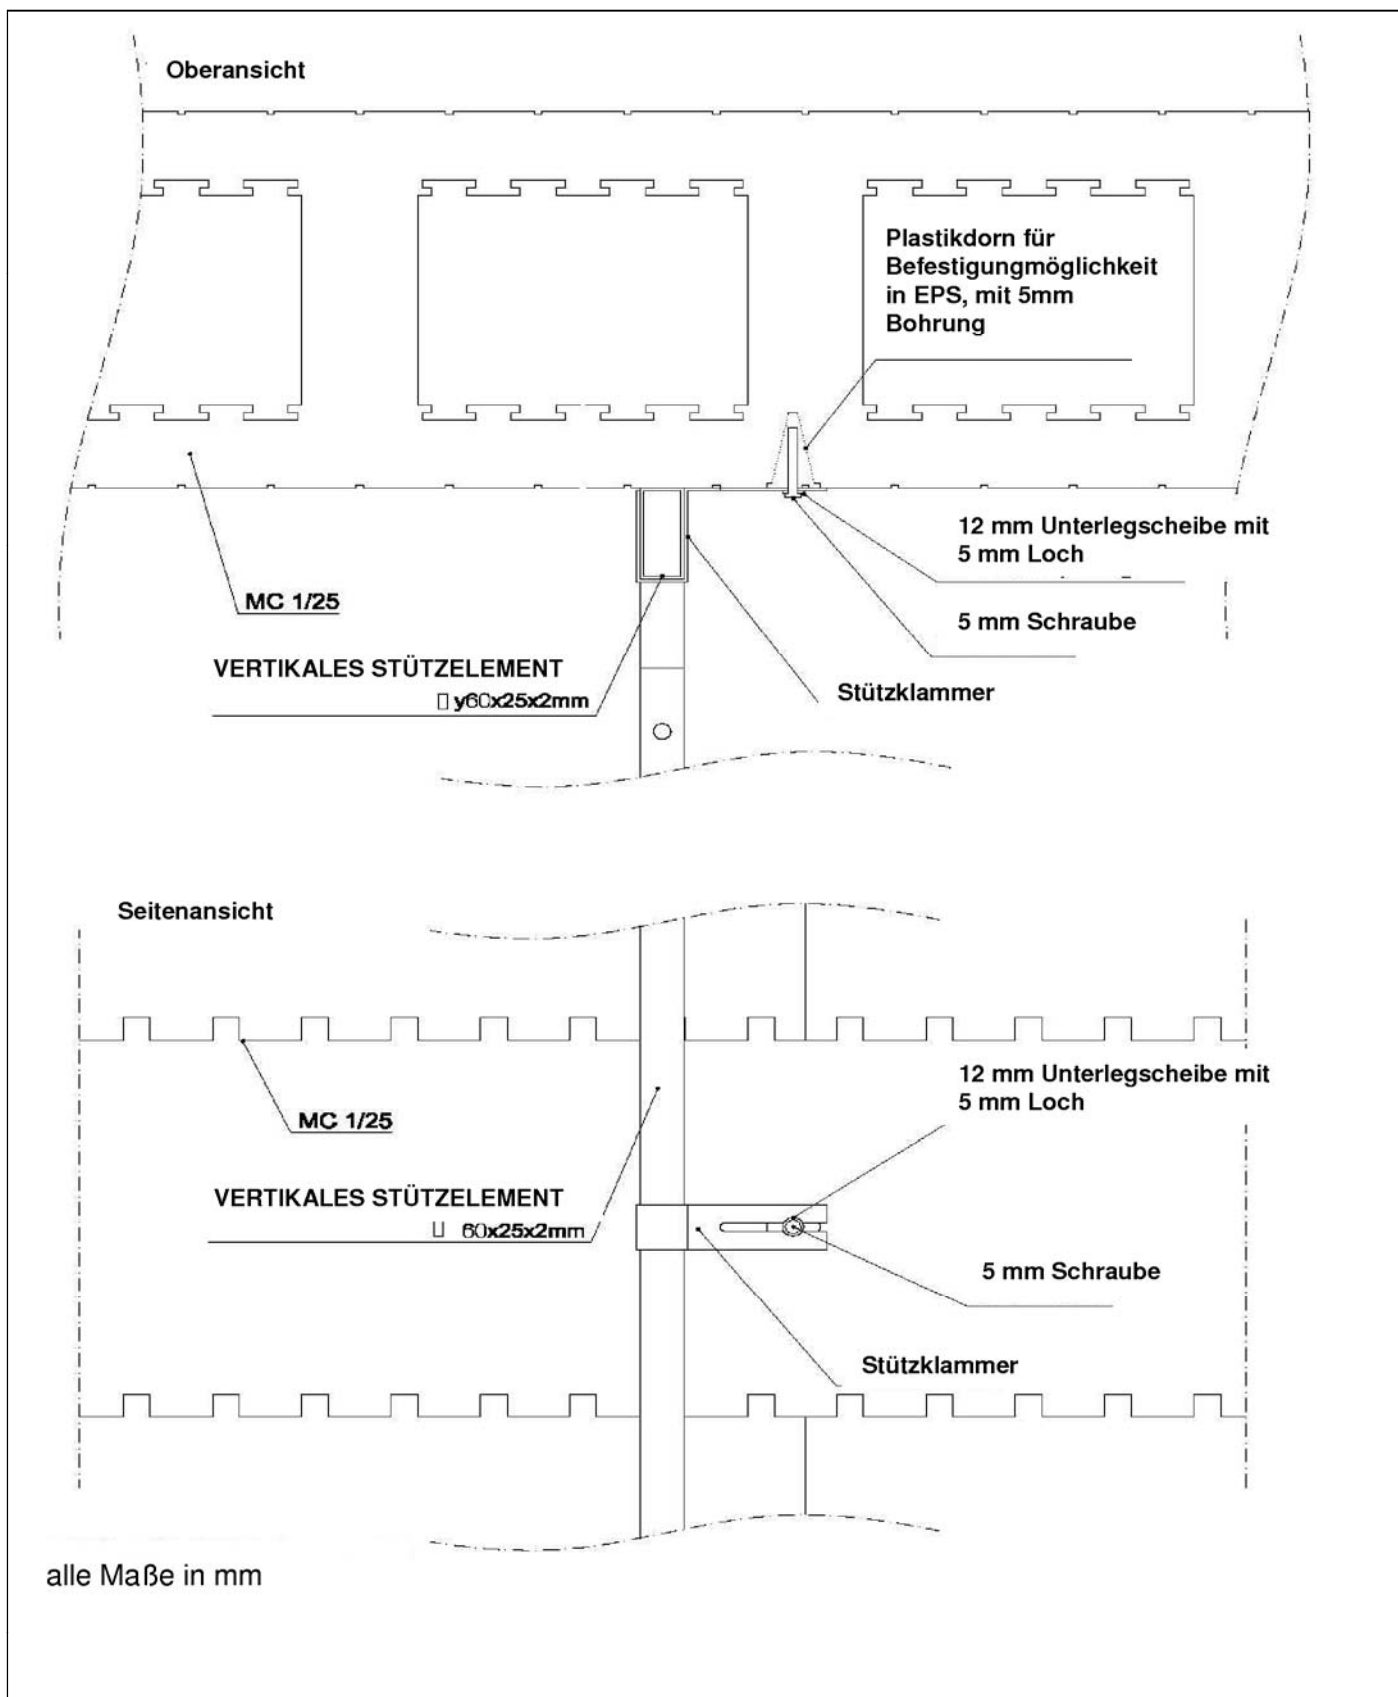 Oberansicht
Plastikdorn für
Befestigungmöglichkeit
in EPS, mit 5mm
Bohrung
12 mm Unterlegscheibe mit
5 mm Loch
MC 1/25
5 mm Schraube
VERTIKALES STÜTZELEMENT
y60x25x2mm
Stützklammer
Seitenansicht
12 mm Unterlegscheibe mit
5 mm Loch
MC 1/25
VERTIKALES STÜTZELEMENT
60x25x2mm
5 mm Schraube
Stützklammer
alle Maße in mm